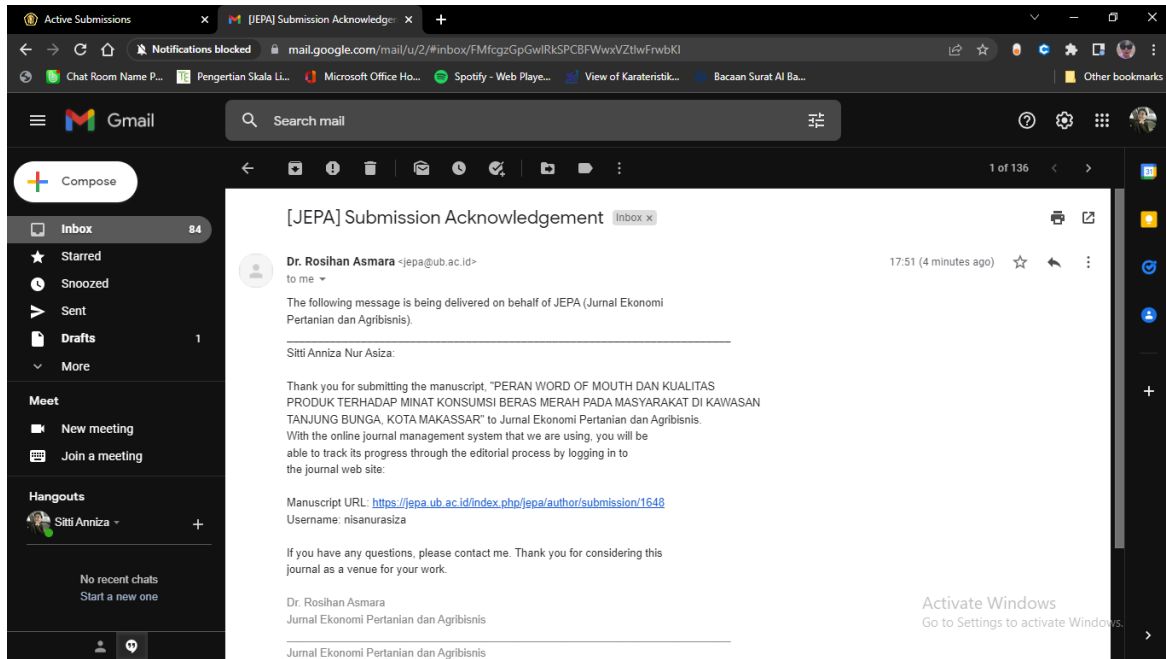 Active Submissions
[JEPA] Submission Acknowledgem
Notifications blocked
mail.google.com/mail/u/2/#inbox/FMfcgzGpGwlRkSPCBFWwxVZtlwFrwbKl
Chat Room Name P... Pengertian Skala Li... Microsoft Office Ho... Spotify - Web Playe... View of Karateristik... Bacaan Surat Al Ba... Other bookmarks
Gmail
Search mail
Compose
1 of 136
Inbox 84
Starred
Snoozed
Sent
Drafts 1
More
Meet
New meeting
Join a meeting
Hangouts
Sitti Anniza
No recent chats
Start a new one
[JEPA] Submission Acknowledgement Inbox x
Dr. Rosihan Asmara <jepa@ub.ac.id> 17:51 (4 minutes ago)
to me
The following message is being delivered on behalf of JEPA (Jurnal Ekonomi
Pertanian dan Agribisnis).
Sitti Anniza Nur Asiza:
Thank you for submitting the manuscript, "PERAN WORD OF MOUTH DAN KUALITAS
PRODUK TERHADAP MINAT KONSUMSI BERAS MERAH PADA MASYARAKAT DI KAWASAN
TANJUNG BUNGA, KOTA MAKASSAR" to Jurnal Ekonomi Pertanian dan Agribisnis.
With the online journal management system that we are using, you will be
able to track its progress through the editorial process by logging in to
the journal web site:
Manuscript URL: https://jepa.ub.ac.id/index.php/jepa/author/submission/1648
Username: nisanurasiza
If you have any questions, please contact me. Thank you for considering this
journal as a venue for your work.
Dr. Rosihan Asmara
Jurnal Ekonomi Pertanian dan Agribisnis
Jurnal Ekonomi Pertanian dan Agribisnis
Activate Windows
Go to Settings to activate Windows.